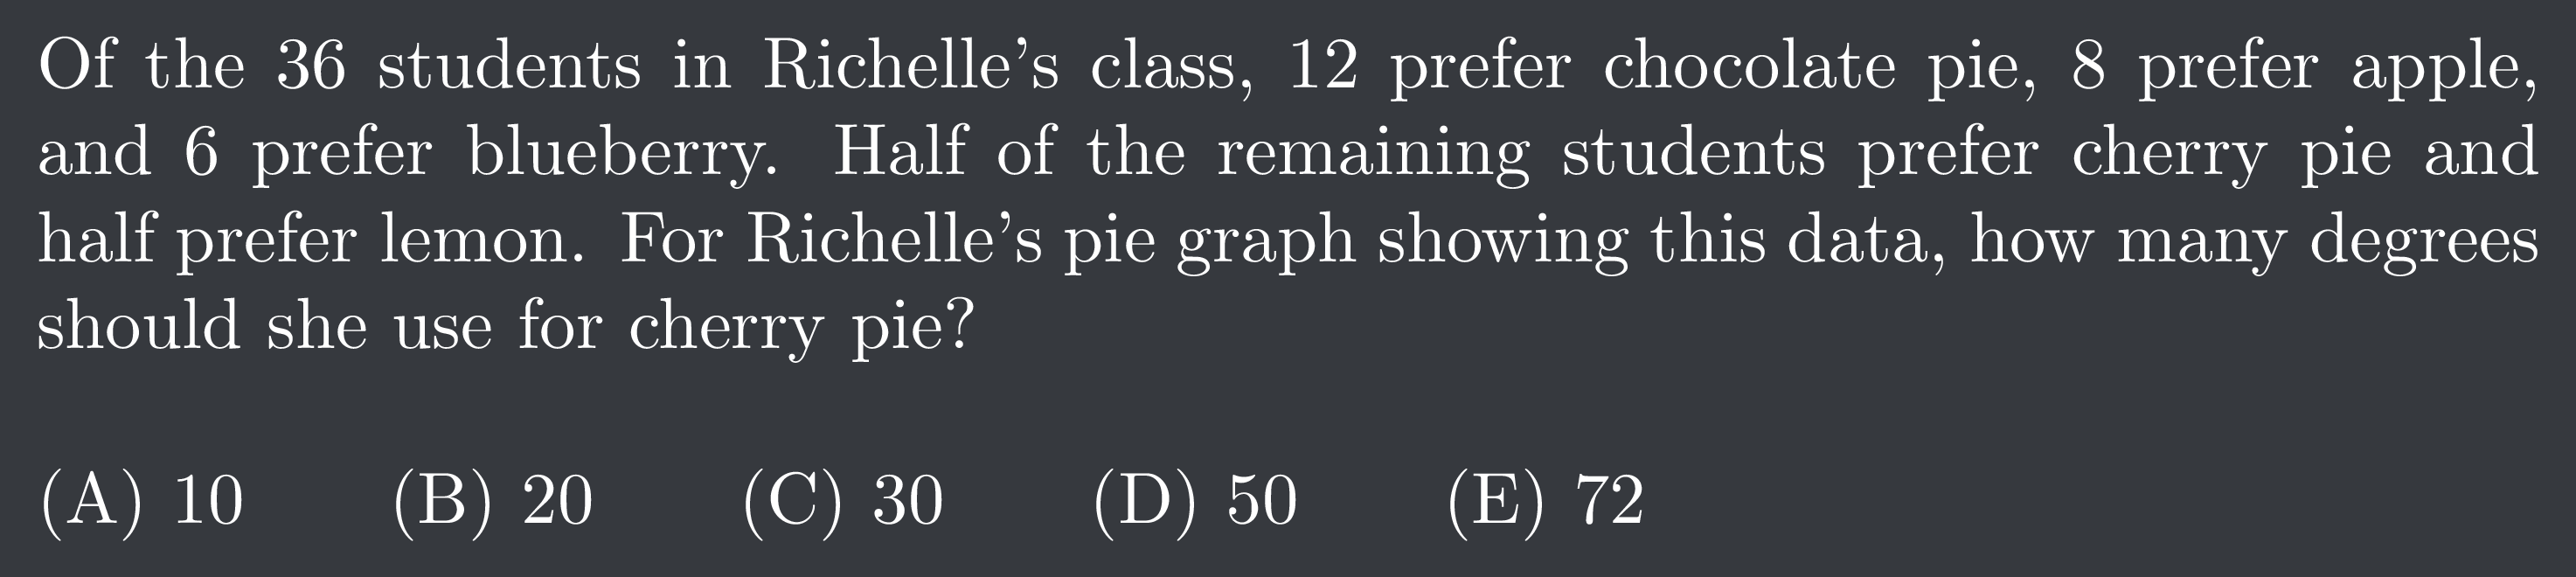 Of the 36 students in Richelle's class, 12 prefer chocolate pie, 8 prefer apple,
and 6 prefer blueberry. Half of the remaining students prefer cherry pie and
half prefer lemon. For Richelle's pie graph showing this data, how many degrees
should she use for cherry pie?
(A) 10 (B) 20 (C) 30 (D) 50 (E) 72